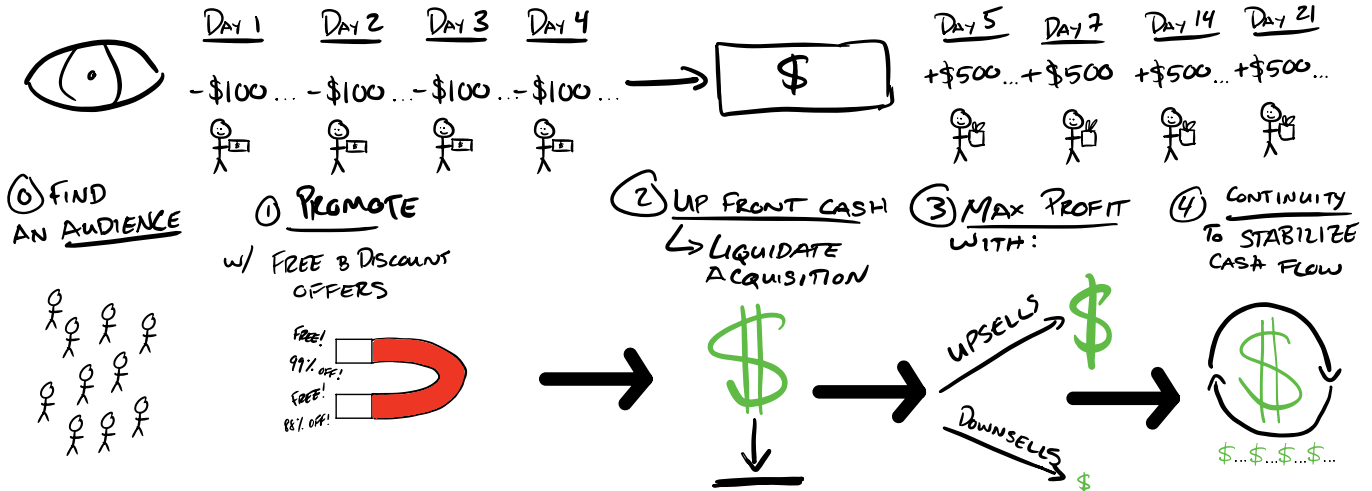 DAY 1 DAY 2 DAY 3 DAY 4
-$100... -$100... -$100... -$100...
$
DAY 5 DAY 7 DAY 14 DAY 21
+$500... +$500 +$500... +$500...
0 FIND
AN AUDIENCE
1 PROMOTE
W/ FREE & DISCOUNT
OFFERS
FREE!
99% OFF!
FREE!
98% OFF!
2 UP FRONT CASH
LIQUIDATE
ACQUISITION
$
3 MAX PROFIT
WITH:
UPSELLS
$
DOWNSELLS
$
4 CONTINUITY
TO STABILIZE
CASH FLOW
$
$...$...$...$...